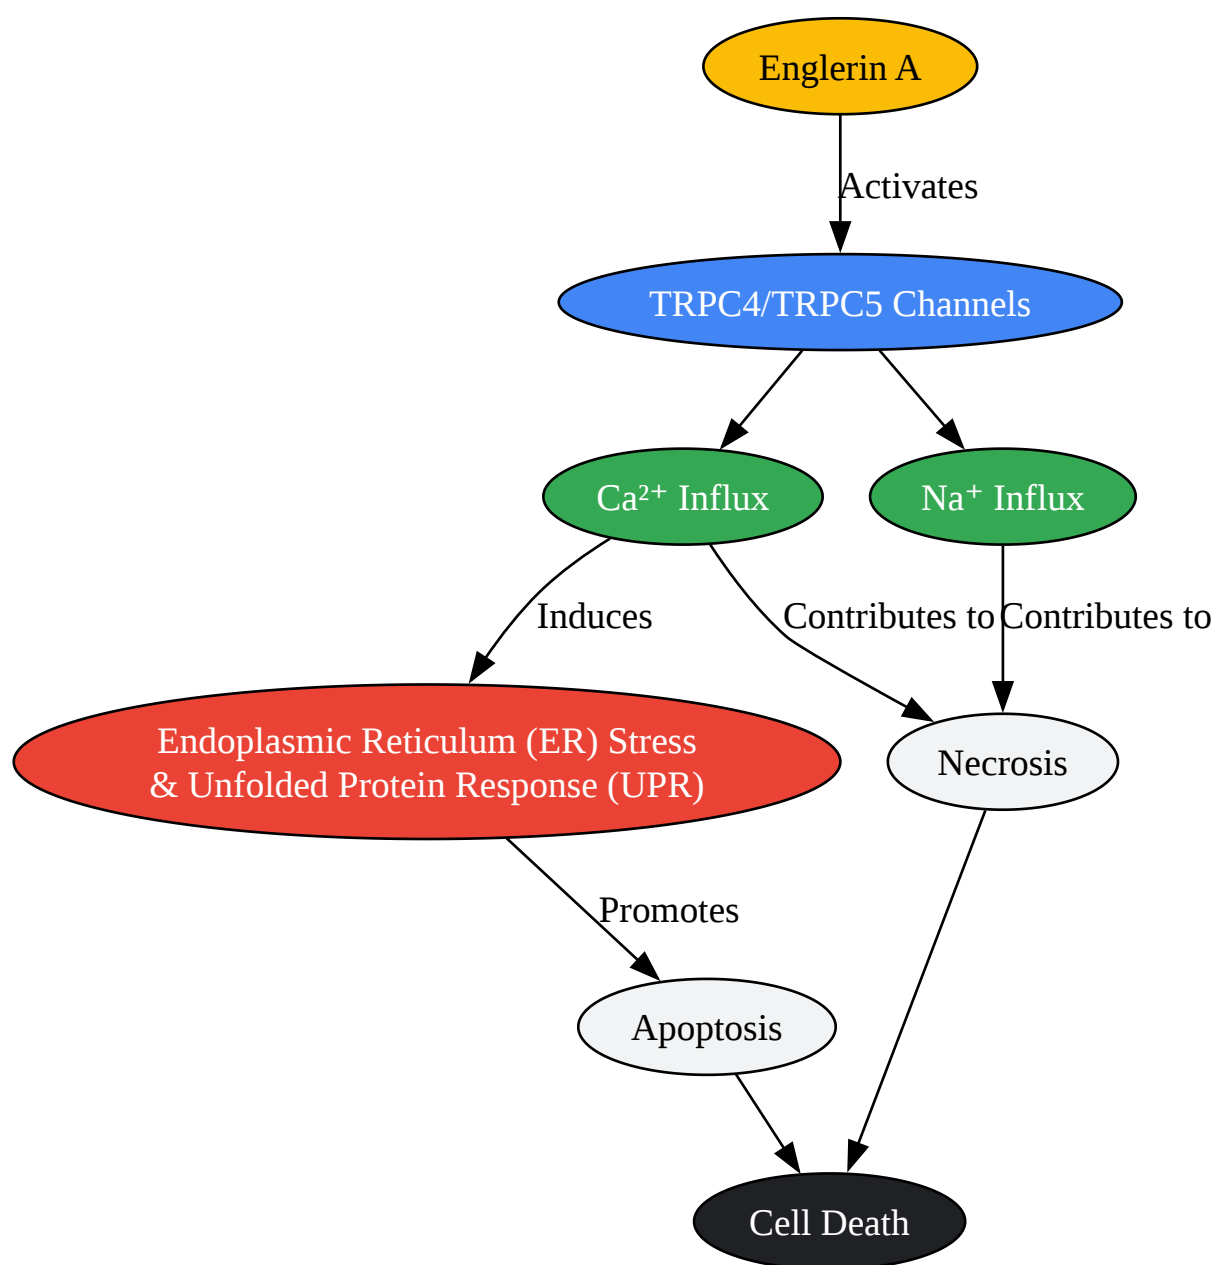 Englerin A
Activates
TRPC4/TRPC5 Channels
Ca²⁺ Influx
Na⁺ Influx
Induces
Contributes to
Contributes to
Endoplasmic Reticulum (ER) Stress
& Unfolded Protein Response (UPR)
Necrosis
Promotes
Apoptosis
Cell Death